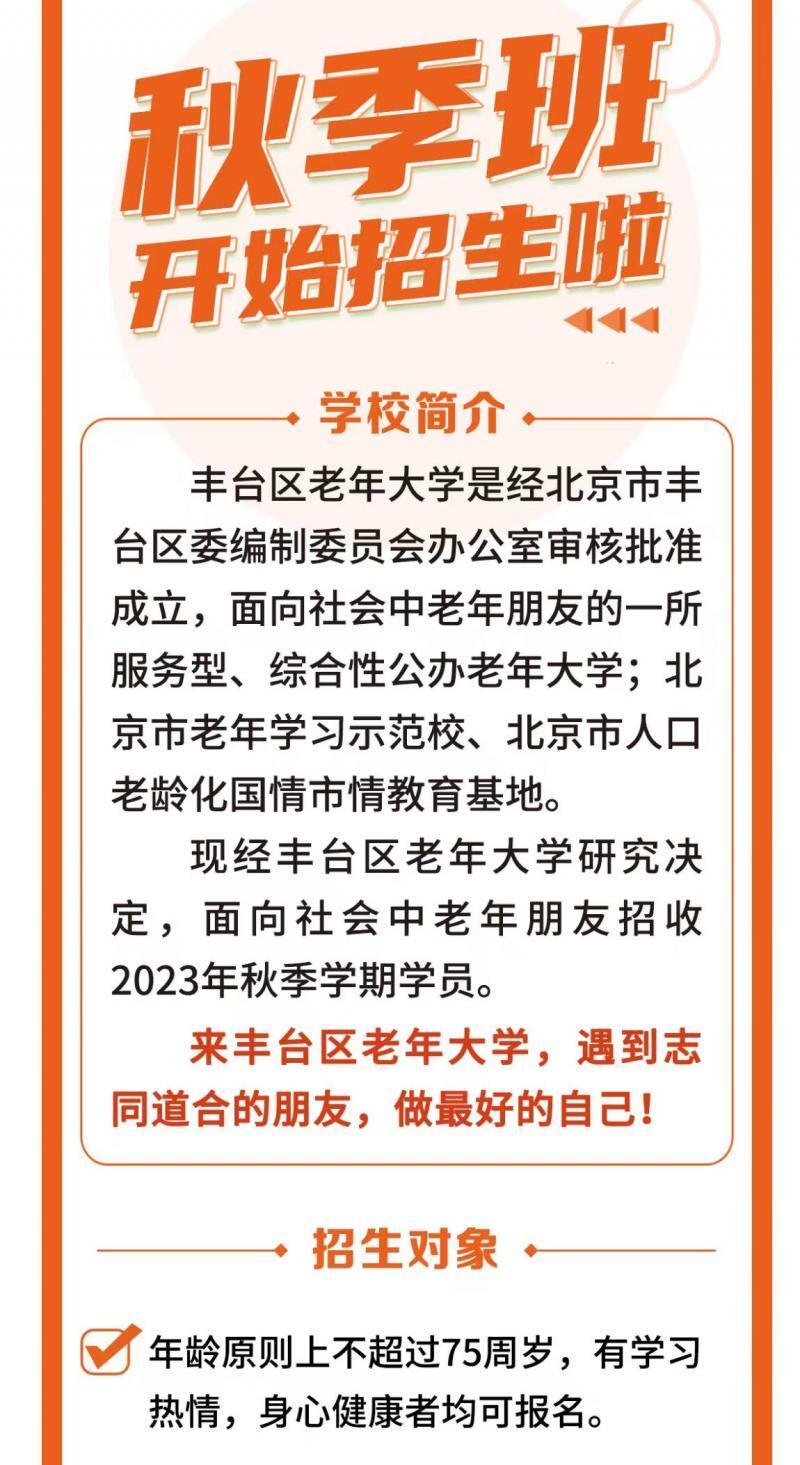 秋季班
开始招生啦
学校简介
丰台区老年大学是经北京市丰
台区委编制委员会办公室审核批准
成立，面向社会中老年朋友的一所
服务型、综合性公办老年大学；北
京市老年学习示范校、北京市人口
老龄化国情市情教育基地。
现经丰台区老年大学研究决
定，面向社会中老年朋友招收
2023年秋季学期学员。
来丰台区老年大学，遇到志
同道合的朋友，做最好的自己！
招生对象
年龄原则上不超过75周岁，有学习
热情，身心健康者均可报名。